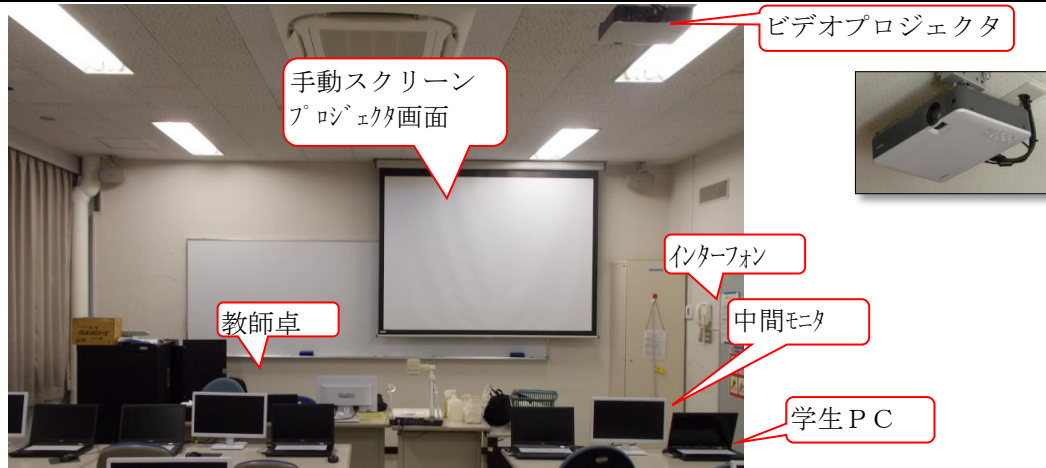 ビデオプロジェクタ
手動スクリーン
ﾌﾟﾛｼﾞｪｸﾀ画面
ｲﾝﾀｰﾌｫﾝ
教師卓
中間ﾓﾆﾀ
学生ＰＣ